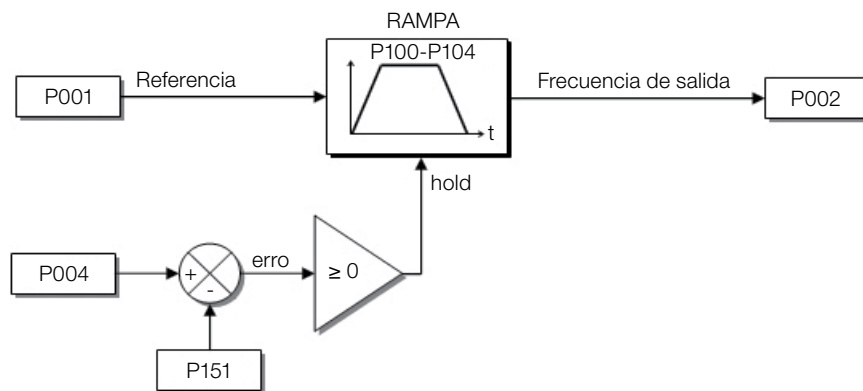 RAMPA
P100-P104
P001
Referencia
t
Frecuencia de salida
P002
hold
P004
+
-
erro
≥ 0
P151